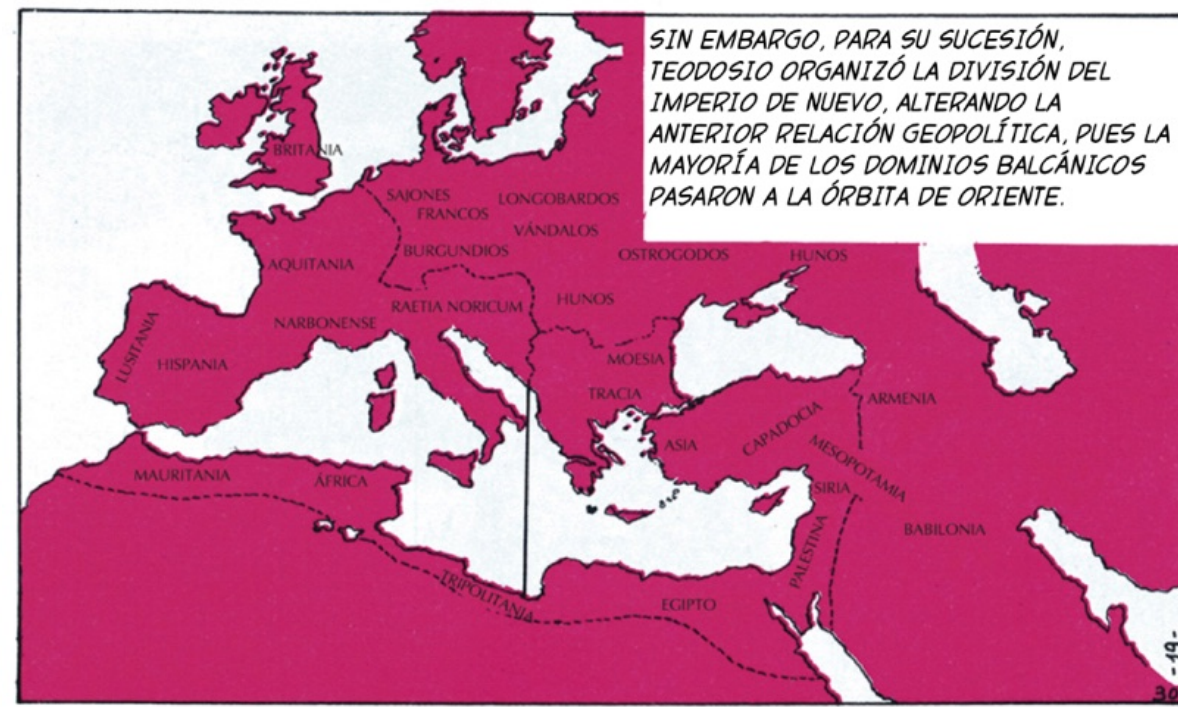 SIN EMBARGO, PARA SU SUCESIÓN,
TEODOSIO ORGANIZÓ LA DIVISIÓN DEL
IMPERIO DE NUEVO, ALTERANDO LA
ANTERIOR RELACIÓN GEOPOLÍTICA, PUES LA
MAYORÍA DE LOS DOMINIOS BALCÁNICOS
PASARON A LA ÓRBITA DE ORIENTE.
BRITANIA
SAJONES
LONGOBARDOS
FRANCOS
VÁNDALOS
BURGUNDIOS
OSTROGODOS
HUNOS
AQUITANIA
RAETIA NORICUM
HUNOS
NARBONENSE
LUSITANIA
HISPANIA
MOESIA
TRACIA
ARMENIA
CAPADOCIA
ASIA
MESOPOTAMIA
MAURITANIA
ÁFRICA
SIRIA
BABILONIA
PALESTINA
TRIPOLITANIA
EGIPTO
-19-
30